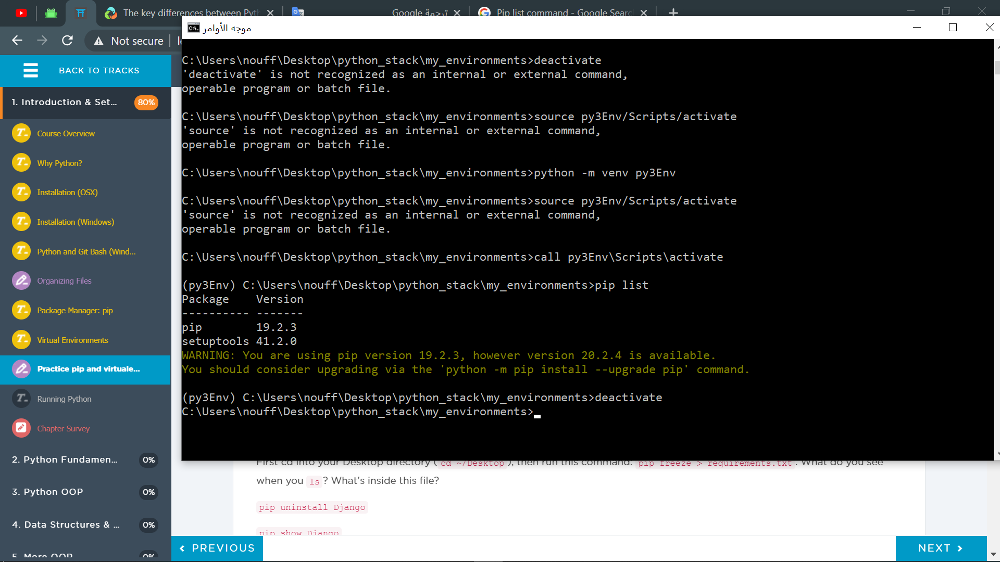 The key differences between Pyth
ترجمة Google
Pip list command - Google Searc
Not secure
موجه الأوامر
BACK TO TRACKS
1. Introduction & Set...
80%
Course Overview
Why Python?
Installation (OSX)
Installation (Windows)
Python and Git Bash (Wind...
Organizing Files
Package Manager: pip
Virtual Environments
Practice pip and virtuale...
Running Python
Chapter Survey
2. Python Fundamen...
0%
3. Python OOP
0%
4. Data Structures & ...
0%
5. More OOP
0%
C:\Users\nouff\Desktop\python_stack\my_environments>deactivate
'deactivate' is not recognized as an internal or external command,
operable program or batch file.
C:\Users\nouff\Desktop\python_stack\my_environments>source py3Env/Scripts/activate
'source' is not recognized as an internal or external command,
operable program or batch file.
C:\Users\nouff\Desktop\python_stack\my_environments>python -m venv py3Env
C:\Users\nouff\Desktop\python_stack\my_environments>source py3Env/Scripts/activate
'source' is not recognized as an internal or external command,
operable program or batch file.
C:\Users\nouff\Desktop\python_stack\my_environments>call py3Env\Scripts\activate
(py3Env) C:\Users\nouff\Desktop\python_stack\my_environments>pip list
Package    Version
---------- -------
pip        19.2.3
setuptools 41.2.0
WARNING: You are using pip version 19.2.3, however version 20.2.4 is available.
You should consider upgrading via the 'python -m pip install --upgrade pip' command.
(py3Env) C:\Users\nouff\Desktop\python_stack\my_environments>deactivate
C:\Users\nouff\Desktop\python_stack\my_environments>
First cd into your Desktop directory ( cd ~/Desktop ), then run this command: pip freeze > requirements.txt . What do you see
when you ls ? What's inside this file?
pip uninstall Django
pip show Django
PREVIOUS
NEXT